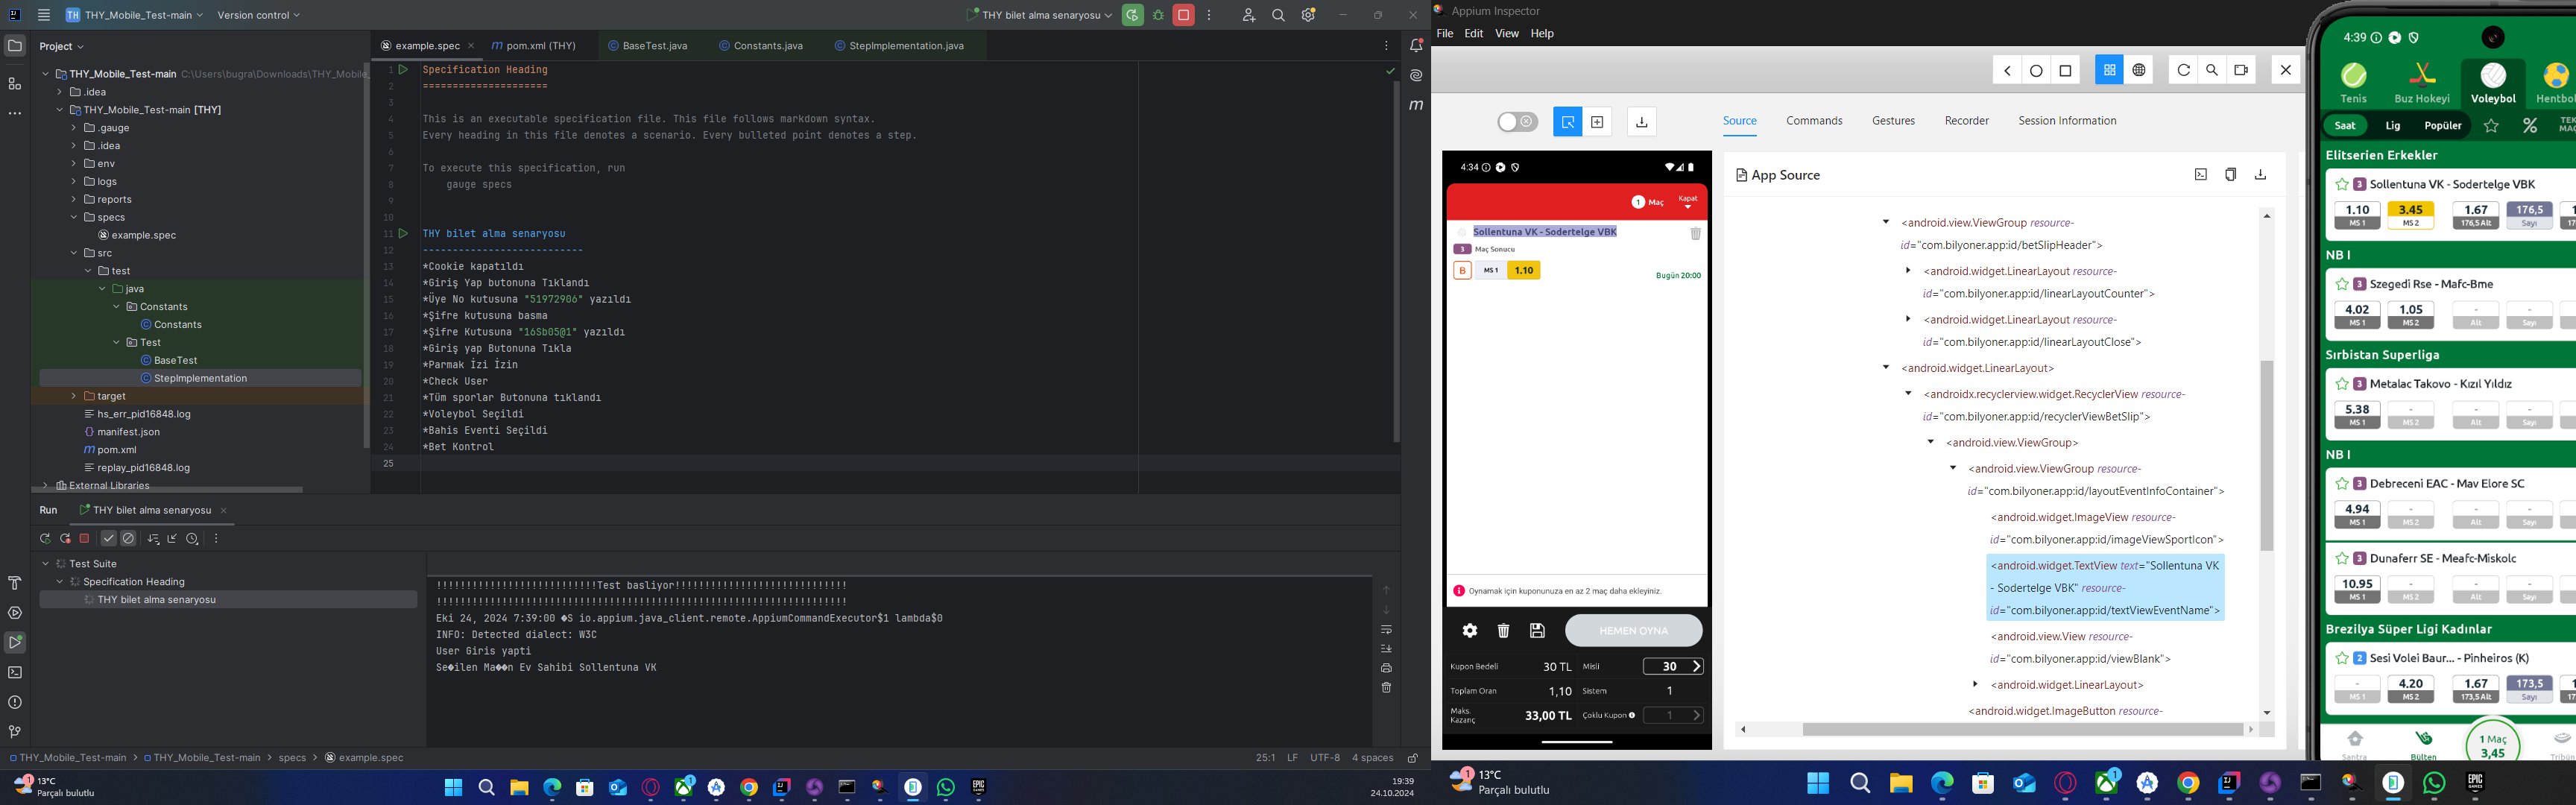 TH THY_Mobile_Test-main Version control THY bilet alma senaryosu
Project
THY_Mobile_Test-main C:\Users\bugra\Downloads\THY_Mobile_
.idea
THY_Mobile_Test-main [THY]
.gauge
.idea
env
logs
reports
specs
example.spec
src
test
java
Constants
Constants
Test
BaseTest
StepImplementation
target
hs_err_pid16848.log
manifest.json
pom.xml
replay_pid16848.log
External Libraries
example.spec pom.xml (THY) BaseTest.java Constants.java StepImplementation.java
1 Specification Heading
2 =====================
3
4 This is an executable specification file. This file follows markdown syntax.
5 Every heading in this file denotes a scenario. Every bulleted point denotes a step.
6
7 To execute this specification, run
8 gauge specs
9
10
11 THY bilet alma senaryosu
12 ---------------------------
13 *Cookie kapatıldı
14 *Giriş Yap butonuna Tıklandı
15 *Üye No kutusuna "51972906" yazıldı
16 *Şifre kutusuna basma
17 *Şifre Kutusuna "16Sb05@1" yazıldı
18 *Giriş yap Butonuna Tıkla
19 *Parmak İzi İzin
20 *Check User
21 *Tüm sporlar Butonuna tıklandı
22 *Voleybol Seçildi
23 *Bahis Eventi Seçildi
24 *Bet Kontrol
25
Run THY bilet alma senaryosu
Test Suite
Specification Heading
THY bilet alma senaryosu
!!!!!!!!!!!!!!!!!!!!!!!!!!!Test basliyor!!!!!!!!!!!!!!!!!!!!!!!!!!!!!
!!!!!!!!!!!!!!!!!!!!!!!!!!!!!!!!!!!!!!!!!!!!!!!!!!!!!!!!!!!!!!!!!!!!!
Eki 24, 2024 7:39:00 �S io.appium.java_client.remote.AppiumCommandExecutor$1 lambda$0
INFO: Detected dialect: W3C
User Giris yapti
Se�ilen Ma��n Ev Sahibi Sollentuna VK
THY_Mobile_Test-main > THY_Mobile_Test-main > specs > example.spec
25:1 LF UTF-8 4 spaces
1 13°C
Parçalı bulutlu
1
EPIC GAMES
19:39
24.10.2024
Appium Inspector
File Edit View Help
Source Commands Gestures Recorder Session Information
4:34
1 Maç Kapat
Sollentuna VK - Sodertelge VBK
3 Maç Sonucu
B MS 1 1.10
Bugün 20:00
Oynamak için kuponunuza en az 2 maç daha ekleyiniz.
HEMEN OYNA
Kupon Bedeli 30 TL Misli 30
Toplam Oran 1,10 Sistem 1
Maks. Kazanç 33,00 TL Çoklu Kupon 1
App Source
<android.view.ViewGroup resource-
id="com.bilyoner.app:id/betSlipHeader">
<android.widget.LinearLayout resource-
id="com.bilyoner.app:id/linearLayoutCounter">
<android.widget.LinearLayout resource-
id="com.bilyoner.app:id/linearLayoutClose">
<android.widget.LinearLayout>
<androidx.recyclerview.widget.RecyclerView resource-
id="com.bilyoner.app:id/recyclerViewBetSlip">
<android.view.ViewGroup>
<android.view.ViewGroup resource-
id="com.bilyoner.app:id/layoutEventInfoContainer">
<android.widget.ImageView resource-
id="com.bilyoner.app:id/imageViewSportIcon">
<android.widget.TextView text="Sollentuna VK
- Sodertelge VBK" resource-
id="com.bilyoner.app:id/textViewEventName">
<android.view.View resource-
id="com.bilyoner.app:id/viewBlank">
<android.widget.LinearLayout>
<android.widget.ImageButton resource-
4:39
Tenis Buz Hokeyi Voleybol Hentbol
Saat Lig Popüler % TEK MAÇ
Elitserien Erkekler
3 Sollentuna VK - Sodertelge VBK
1.10 3.45 1.67 176,5
MS 1 MS 2 176,5 Alt Sayı
NB I
3 Szegedi Rse - Mafc-Bme
4.02 1.05 - -
MS 1 MS 2 Alt Sayı
Sırbistan Superliga
3 Metalac Takovo - Kızıl Yıldız
5.38 - - -
MS 1 MS 2 Alt Sayı
NB I
3 Debreceni EAC - Mav Elore SC
4.94 - - -
MS 1 MS 2 Alt Sayı
3 Dunaferr SE - Meafc-Miskolc
10.95 - - -
MS 1 MS 2 Alt Sayı
Brezilya Süper Ligi Kadınlar
2 Sesi Volei Baur... - Pinheiros (K)
- 4.20 1.67 173,5
MS 1 MS 2 173,5 Alt Sayı
Sentra Bülten 1 Maç 3,45 Tribün
1 13°C
Parçalı bulutlu
1
EPIC GAMES